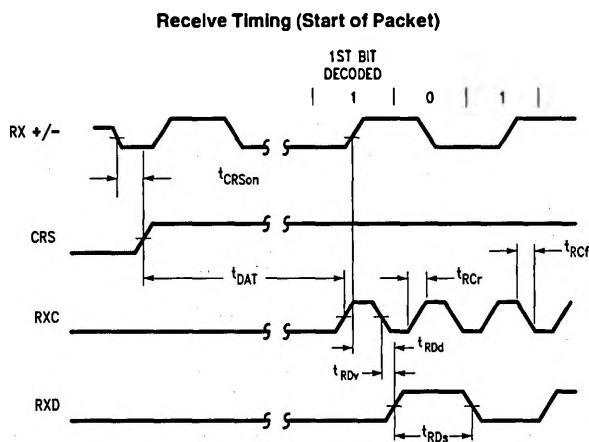 Receive Timing (Start of Packet)
1ST BIT
DECODED
| 1 | 0 | 1 |
RX +/-
tCRSon
CRS
tDAT
tRCr
tRCf
RXC
tRDd
tRDv
RXD
tRDs